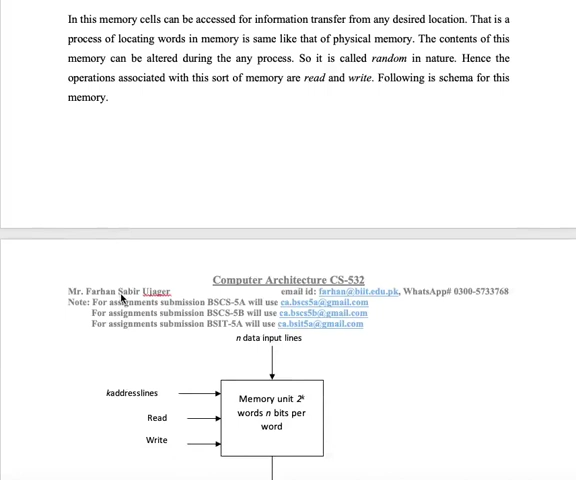 In this memory cells can be accessed for information transfer from any desired location. That is a
process of locating words in memory is same like that of physical memory. The contents of this
memory can be altered during the any process. So it is called random in nature. Hence the
operations associated with this sort of memory are read and write. Following is schema for this
memory.
Computer Architecture CS-532
Mr. Farhan Sabir Ujager email id: farhan@biit.edu.pk, WhatsApp# 0300-5733768
Note: For assignments submission BSCS-5A will use ca.bscs5a@gmail.com
For assignments submission BSCS-5B will use ca.bscs5b@gmail.com
For assignments submission BSIT-5A will use ca.bsit5a@gmail.com
n data input lines
kaddresslines
Read
Write
Memory unit 2k
words n bits per
word